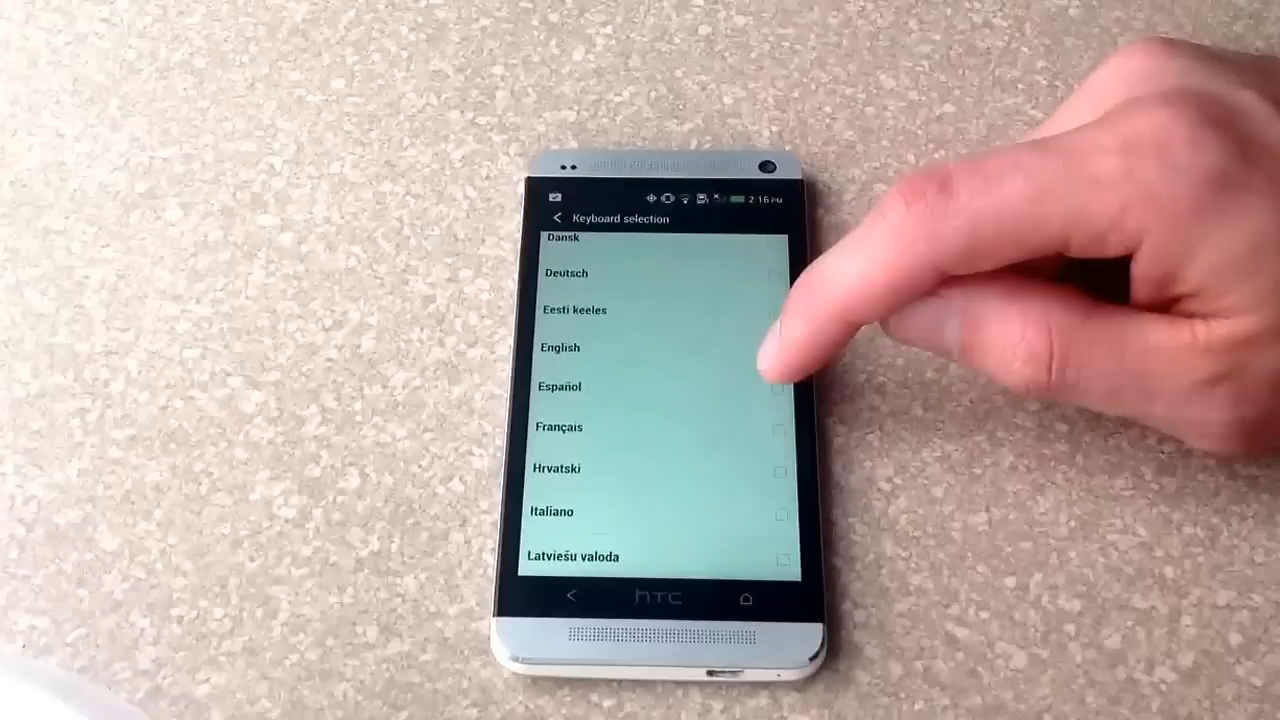 2:16 PM
Keyboard selection
Dansk
Deutsch
Eesti keeles
English
Español
Français
Hrvatski
Italiano
Latviešu valoda
hTC